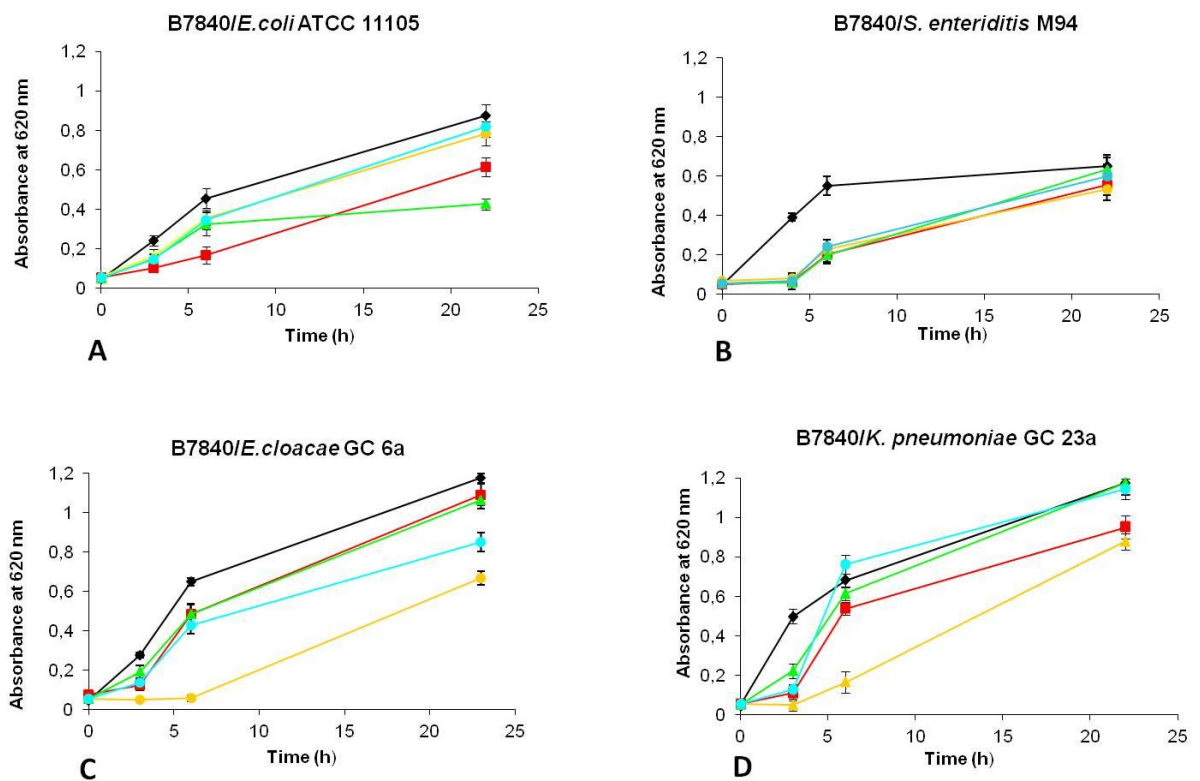 B7840/E.coli ATCC 11105
1,2
1
0,8
0,6
0,4
0,2
0
Absorbance at 620 nm
0 5 10 15 20 25
Time (h)
A
B7840/S. enteriditis M94
1,2
1
0,8
0,6
0,4
0,2
0
Absorbance at 620 nm
0 5 10 15 20 25
Time (h)
B
B7840/E.cloacae GC 6a
1,2
1
0,8
0,6
0,4
0,2
0
Absorbance at 620 nm
0 5 10 15 20 25
Time (h)
C
B7840/K. pneumoniae GC 23a
1,2
1
0,8
0,6
0,4
0,2
0
Absorbance at 620 nm
0 5 10 15 20 25
Time (h)
D